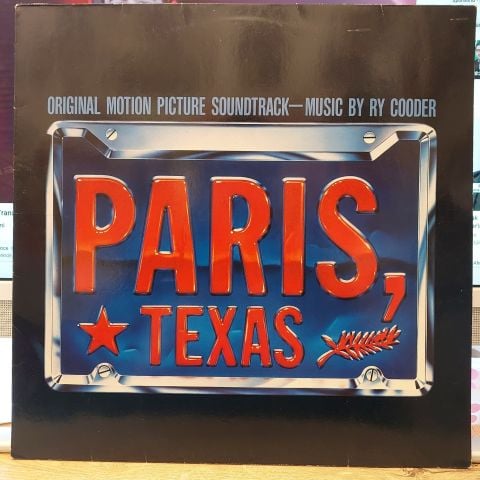 ORIGINAL MOTION PICTURE SOUNDTRACK—MUSIC BY RY COODER
PARIS,
TEXAS